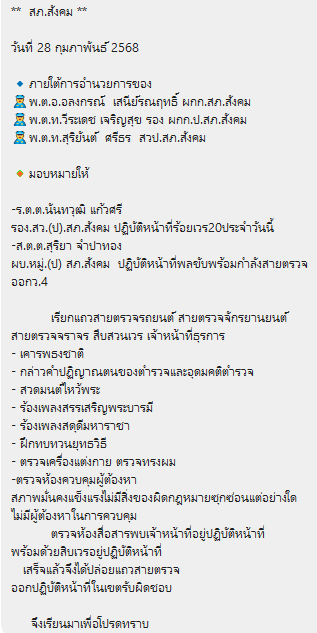 ** สภ.สังคม **
วันที่ 28 กุมภาพันธ์ 2568
🔹ภายใต้การอำนวยการของ
👮พ.ต.อ.อลงกรณ์ เสนีย์รณฤทธิ์ ผกก.สภ.สังคม
👮พ.ต.ท.วีระเดช เจริญสุข รอง ผกก.ป.สภ.สังคม
👮พ.ต.ท.สุริยันต์ ศรีธร สวป.สภ.สังคม
🔸มอบหมายให้
-ร.ต.ต.นันทวุฒิ แก้วศรี
รอง.สว.(ป).สภ.สังคม ปฏิบัติหน้าที่ร้อยเวร20ประจำวันนี้
-ส.ต.ต.สุริยา จำปาทอง
ผบ.หมู่.(ป) สภ.สังคม ปฏิบัติหน้าที่พลขับพร้อมกำลังสายตรวจ
ออกว.4
เรียกแถวสายตรวจรถยนต์ สายตรวจจักรยานยนต์
สายตรวจจราจร สืบสวนเวร เจ้าหน้าที่ธุรการ
- เคารพธงชาติ
- กล่าวคำปฏิญาณตนของตำรวจและอุดมคติตำรวจ
- สวดมนต์ไหว้พระ
- ร้องเพลงสรรเสริญพระบารมี
- ร้องเพลงสดุดีมหาราชา
- ฝึกทบทวนยุทธวิธี
- ตรวจเครื่องแต่งกาย ตรวจทรงผม
-ตรวจห้องควบคุมผู้ต้องหา
สภาพมั่นคงแข็งแรงไม่มีสิ่งของผิดกฎหมายซุกซ่อนแต่อย่างใด
ไม่มีผู้ต้องหาในการควบคุม
ตรวจห้องสื่อสารพบเจ้าหน้าที่อยู่ปฏิบัติหน้าที่
พร้อมด้วยสิบเวรอยู่ปฏิบัติหน้าที่
เสร็จแล้วจึงได้ปล่อยแถวสายตรวจ
ออกปฏิบัติหน้าที่ในเขตรับผิดชอบ
จึงเรียนมาเพื่อโปรดทราบ